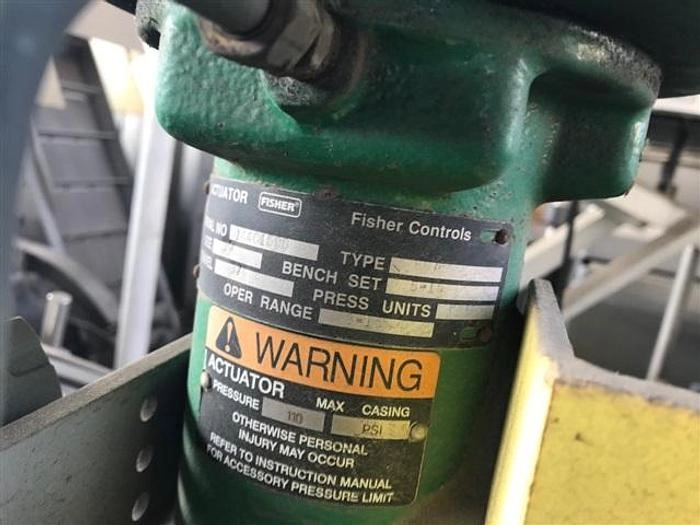 ACTUATOR FISHER Fisher Controls
NO TYPE
BENCH SET
OPER RANGE PRESS UNITS
WARNING
ACTUATOR
PRESSURE 110 MAX CASING PSI
OTHERWISE PERSONAL
INJURY MAY OCCUR
REFER TO INSTRUCTION MANUAL
FOR ACCESSORY PRESSURE LIMIT